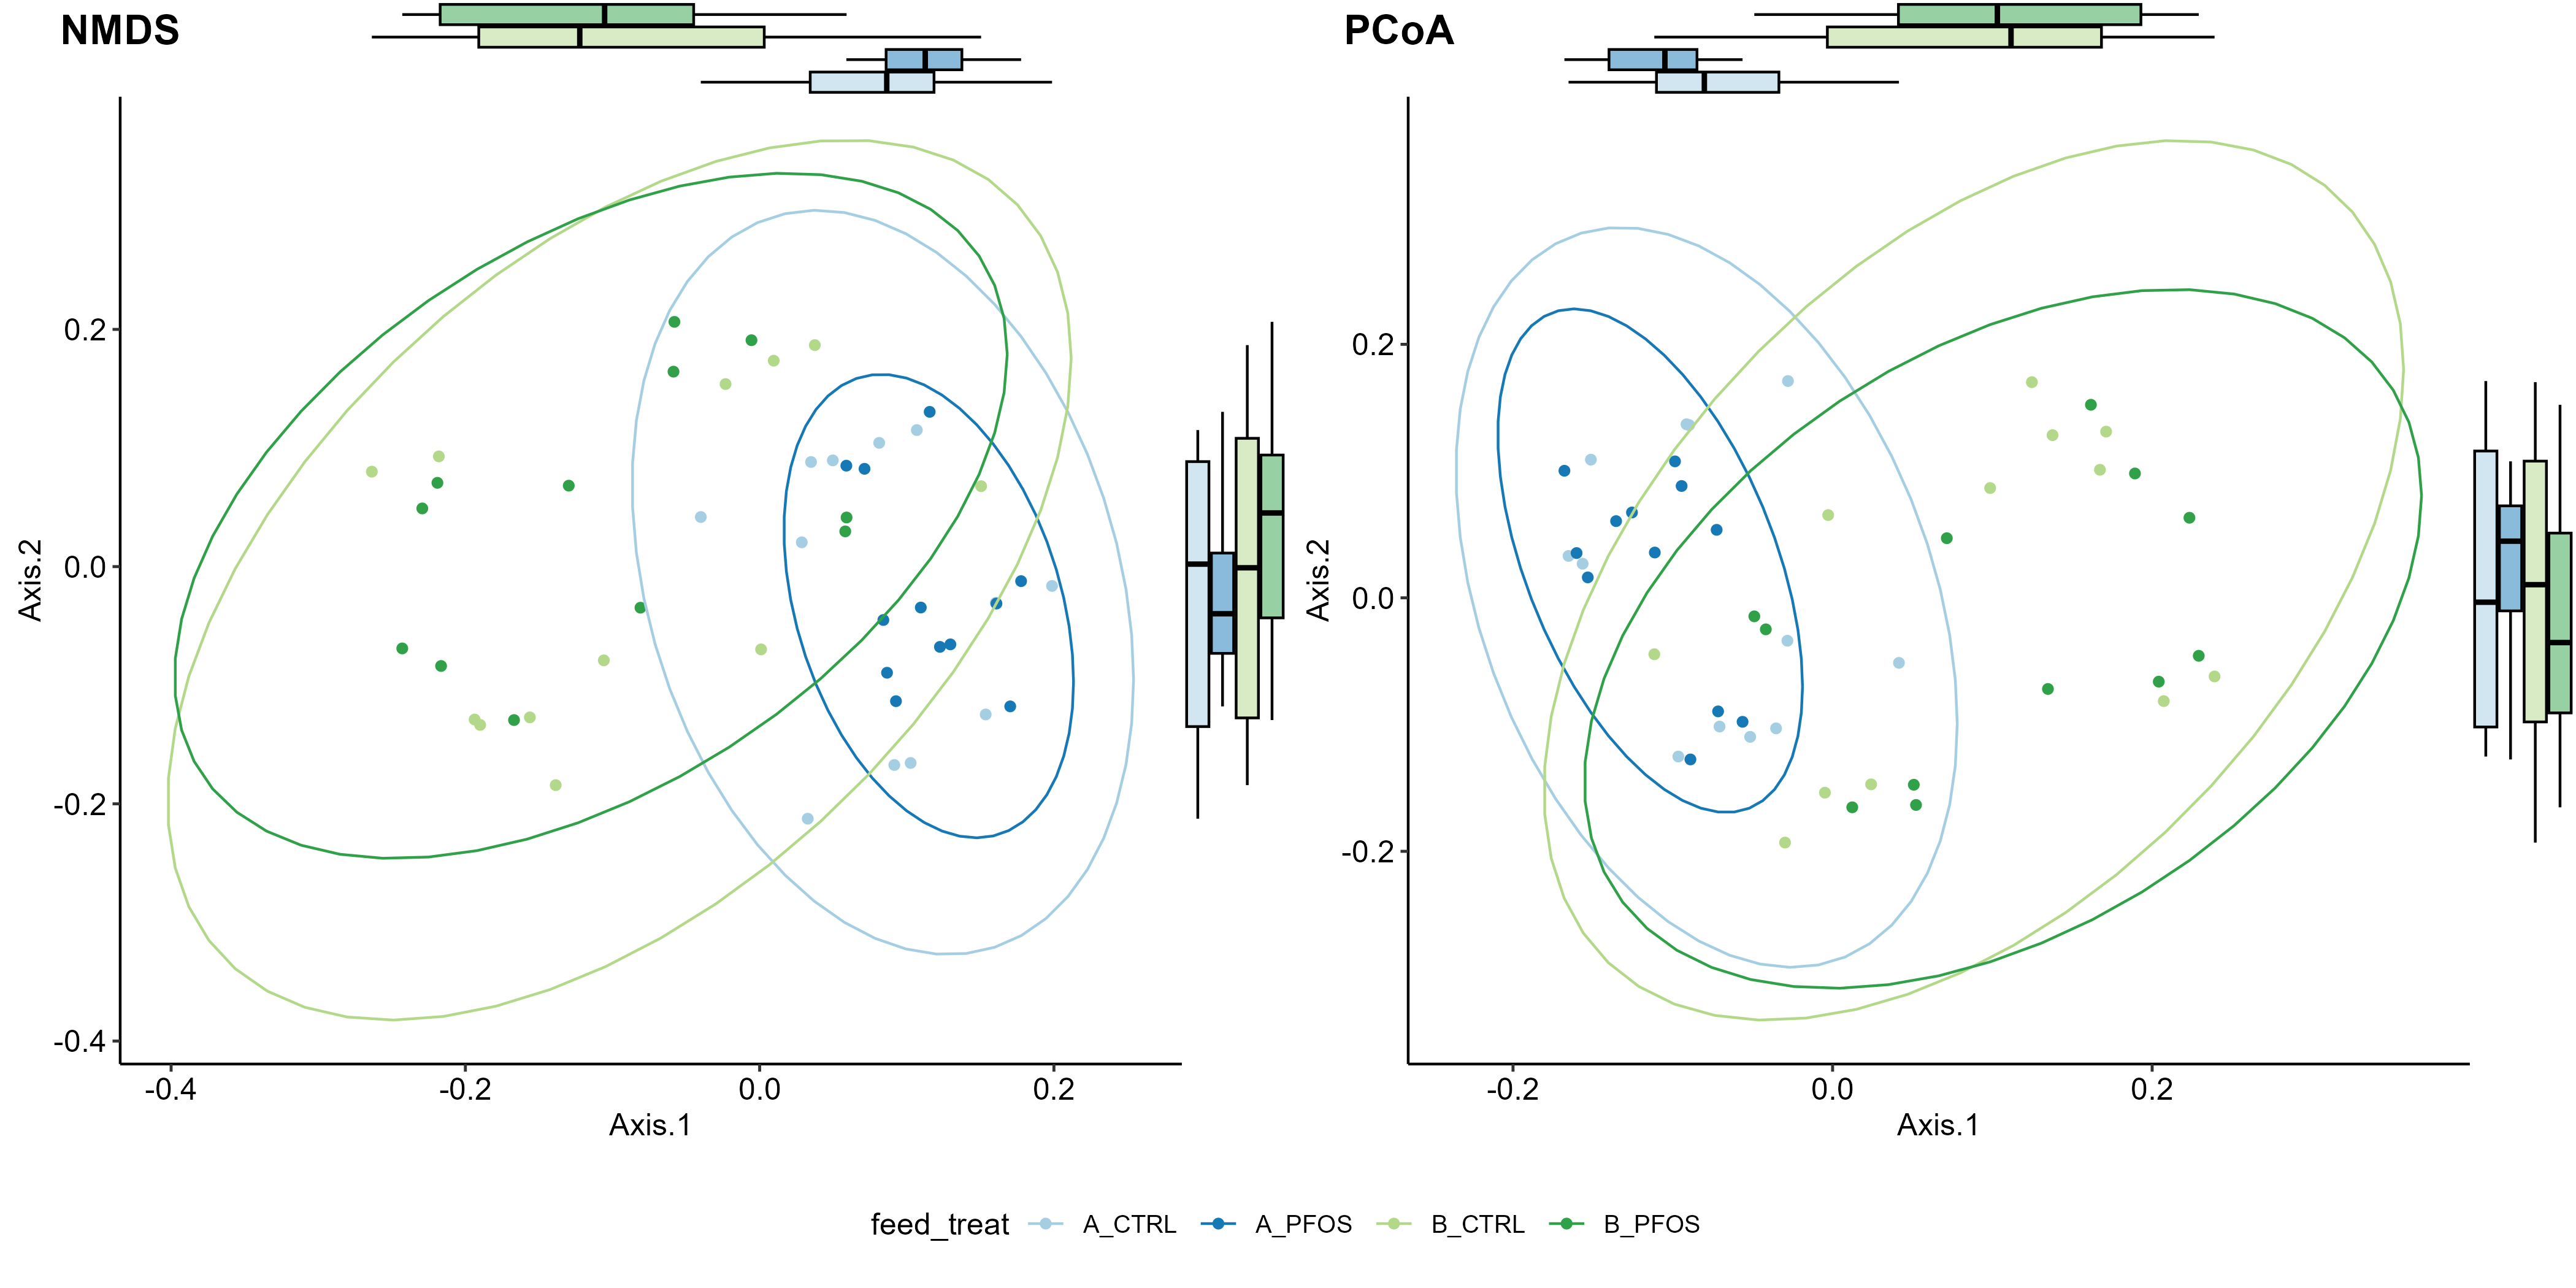 NMDS
PCoA
Axis.2
0.2
0.0
-0.2
-0.4
-0.4 -0.2 0.0 0.2
Axis.1
Axis.2
0.2
0.0
-0.2
-0.2 0.0 0.2
Axis.1
feed_treat A_CTRL A_PFOS B_CTRL B_PFOS